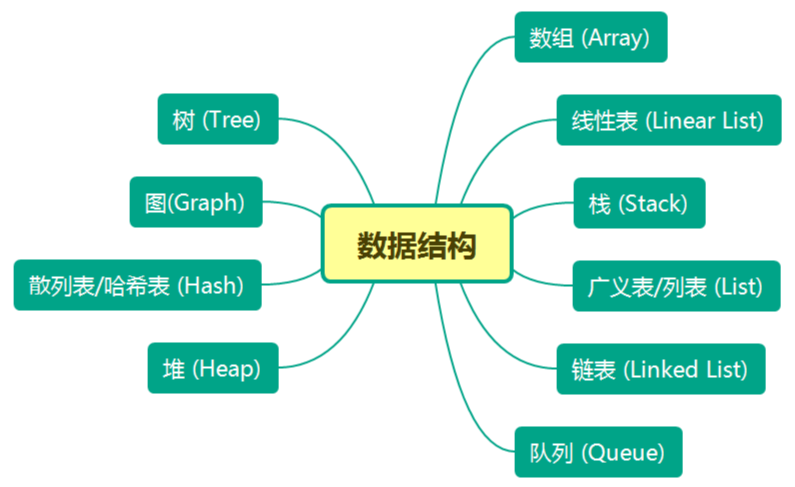 数据结构
数组 (Array)
线性表 (Linear List)
栈 (Stack)
广义表/列表 (List)
链表 (Linked List)
队列 (Queue)
树 (Tree)
图(Graph)
散列表/哈希表 (Hash)
堆 (Heap)